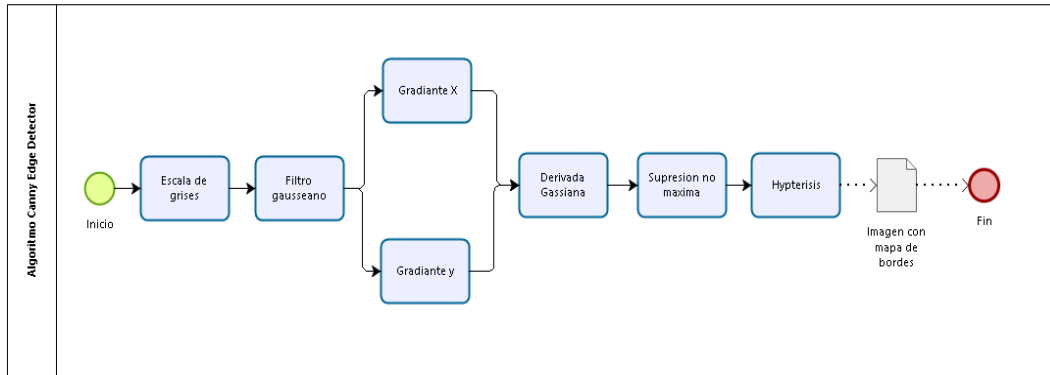 Algoritmo Canny Edge Detector
Inicio
Escala de
grises
Filtro
gausseano
Gradiante X
Gradiante y
Derivada
Gassiana
Supresion no
maxima
Hypterisis
Imagen con
mapa de
bordes
Fin